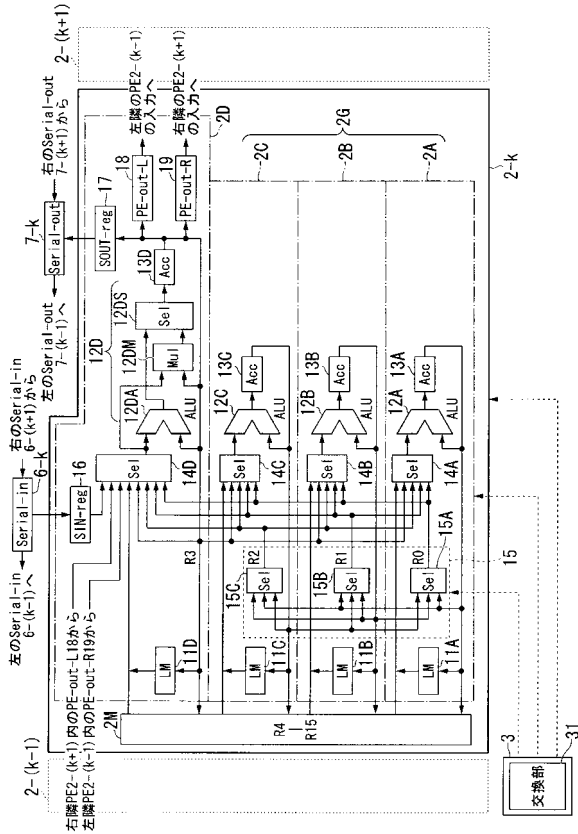 2-(k-1)
2-(k+1)
右隣PE2-(k+1) 内のPE-out-L18から
左隣PE2-(k-1) 内のPE-out-R19から
左のSerial-in
6-(k-1)へ
右のSerial-in
6-(k+1)から
Serial-in
6-k
SIN-reg
16
左のSerial-out
7-(k-1)へ
右のSerial-out
7-(k+1)から
Serial-out
7-k
SOUT-reg
17
PE-out-L
18
左隣のPE2-(k-1)
の入力へ
PE-out-R
19
右隣のPE2-(k+1)
の入力へ
2M
R4
R15
LM
11D
R3
Sel
14D
12D
12DA
ALU
12DM
Mul
12DS
Sel
13D
Acc
2D
LM
11C
15C
Sel
R2
Sel
14C
12C
ALU
13C
Acc
2C
LM
11B
15B
Sel
R1
Sel
14B
12B
ALU
13B
Acc
2B
2G
LM
11A
Sel
R0
15A
15
Sel
14A
12A
ALU
13A
Acc
2A
2-k
3
交換部
31